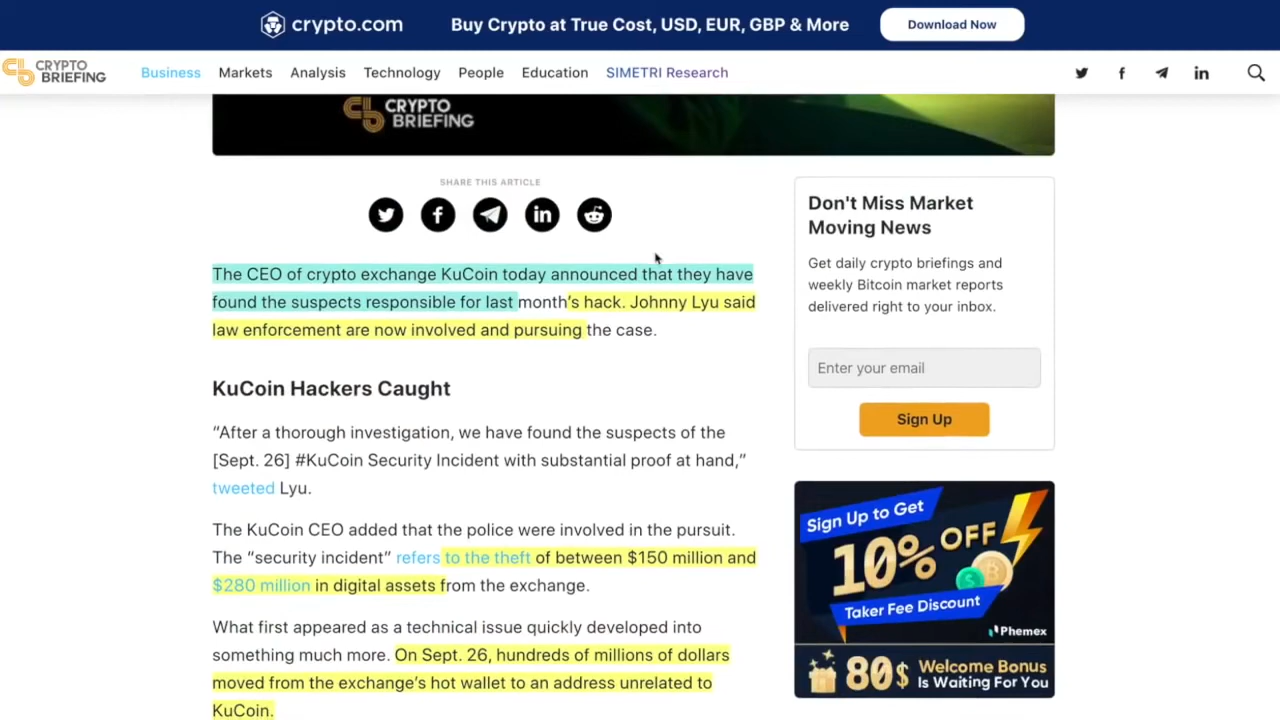 crypto.com
Buy Crypto at True Cost, USD, EUR, GBP & More
Download Now
CRYPTO
BRIEFING
Business Markets Analysis Technology People Education SIMETRI Research
CRYPTO
BRIEFING
SHARE THIS ARTICLE
The CEO of crypto exchange KuCoin today announced that they have
found the suspects responsible for last month's hack. Johnny Lyu said
law enforcement are now involved and pursuing the case.
KuCoin Hackers Caught
“After a thorough investigation, we have found the suspects of the
[Sept. 26] #KuCoin Security Incident with substantial proof at hand,”
tweeted Lyu.
The KuCoin CEO added that the police were involved in the pursuit.
The “security incident” refers to the theft of between $150 million and
$280 million in digital assets from the exchange.
What first appeared as a technical issue quickly developed into
something much more. On Sept. 26, hundreds of millions of dollars
moved from the exchange's hot wallet to an address unrelated to
KuCoin.
Don't Miss Market
Moving News
Get daily crypto briefings and
weekly Bitcoin market reports
delivered right to your inbox.
Enter your email
Sign Up
Sign Up to Get
10% OFF
Taker Fee Discount
Phemex
80$ Welcome Bonus
Is Waiting For You